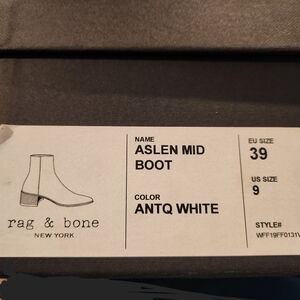 rag & bone
NEW YORK
NAME
ASLEN MID
BOOT
COLOR
ANTQ WHITE
EU SIZE
39
US SIZE
9
STYLE#